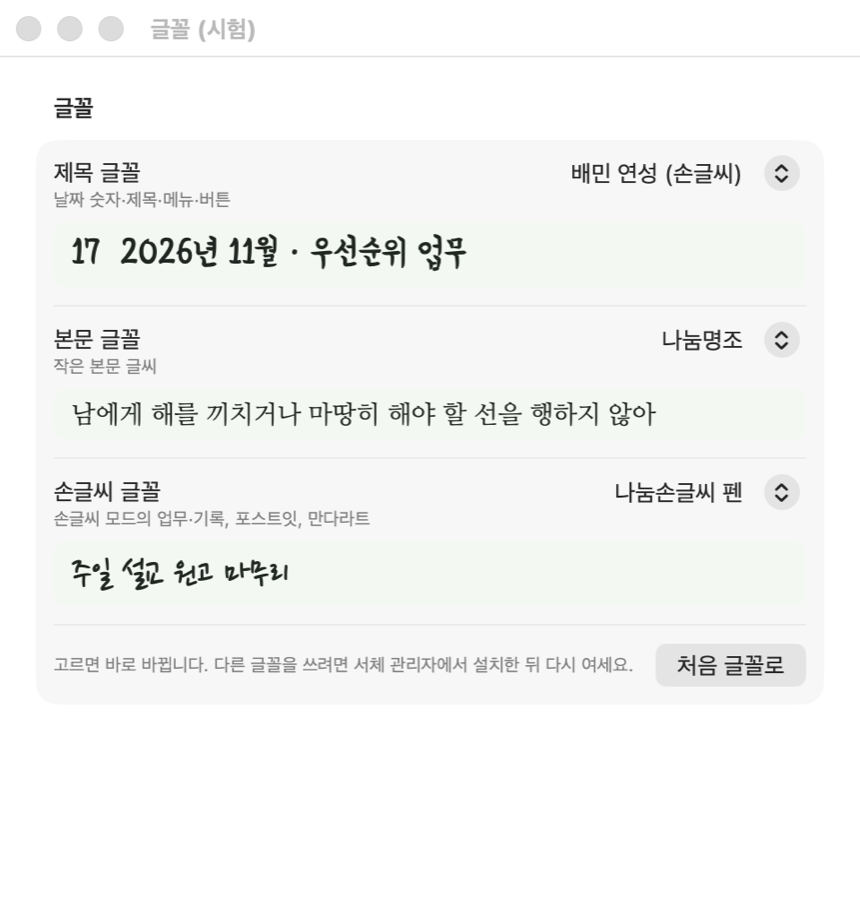 글꼴 (시험)
글꼴
제목 글꼴
배민 연성 (손글씨)
날짜 숫자·제목·메뉴·버튼
17 2026년 11월 · 우선순위 업무
본문 글꼴
나눔명조
작은 본문 글씨
남에게 해를 끼치거나 마땅히 해야 할 선을 행하지 않아
손글씨 글꼴
나눔손글씨 펜
손글씨 모드의 업무·기록, 포스트잇, 만다라트
주일 설교 원고 마무리
고르면 바로 바뀝니다. 다른 글꼴을 쓰려면 서체 관리자에서 설치한 뒤 다시 여세요.
처음 글꼴로